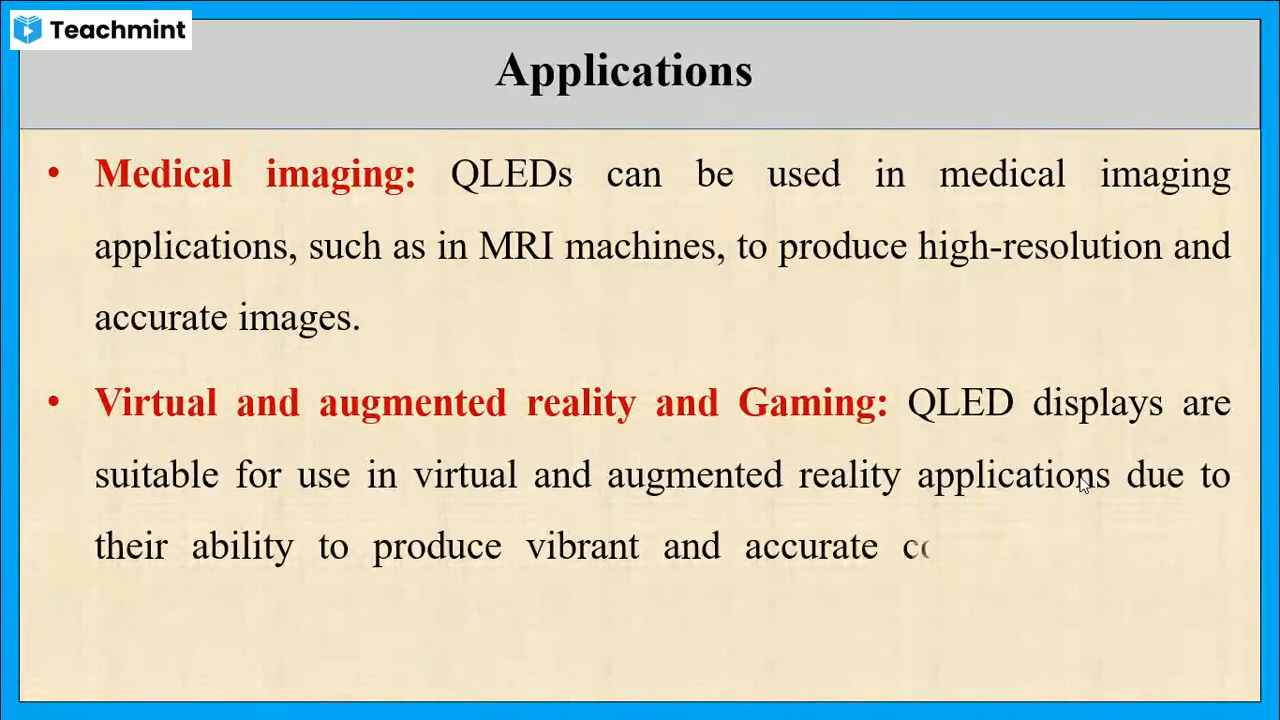 Teachmint
Applications
• Medical imaging: QLEDs can be used in medical imaging
applications, such as in MRI machines, to produce high-resolution and
accurate images.
• Virtual and augmented reality and Gaming: QLED displays are
suitable for use in virtual and augmented reality applications due to
their ability to produce vibrant and accurate